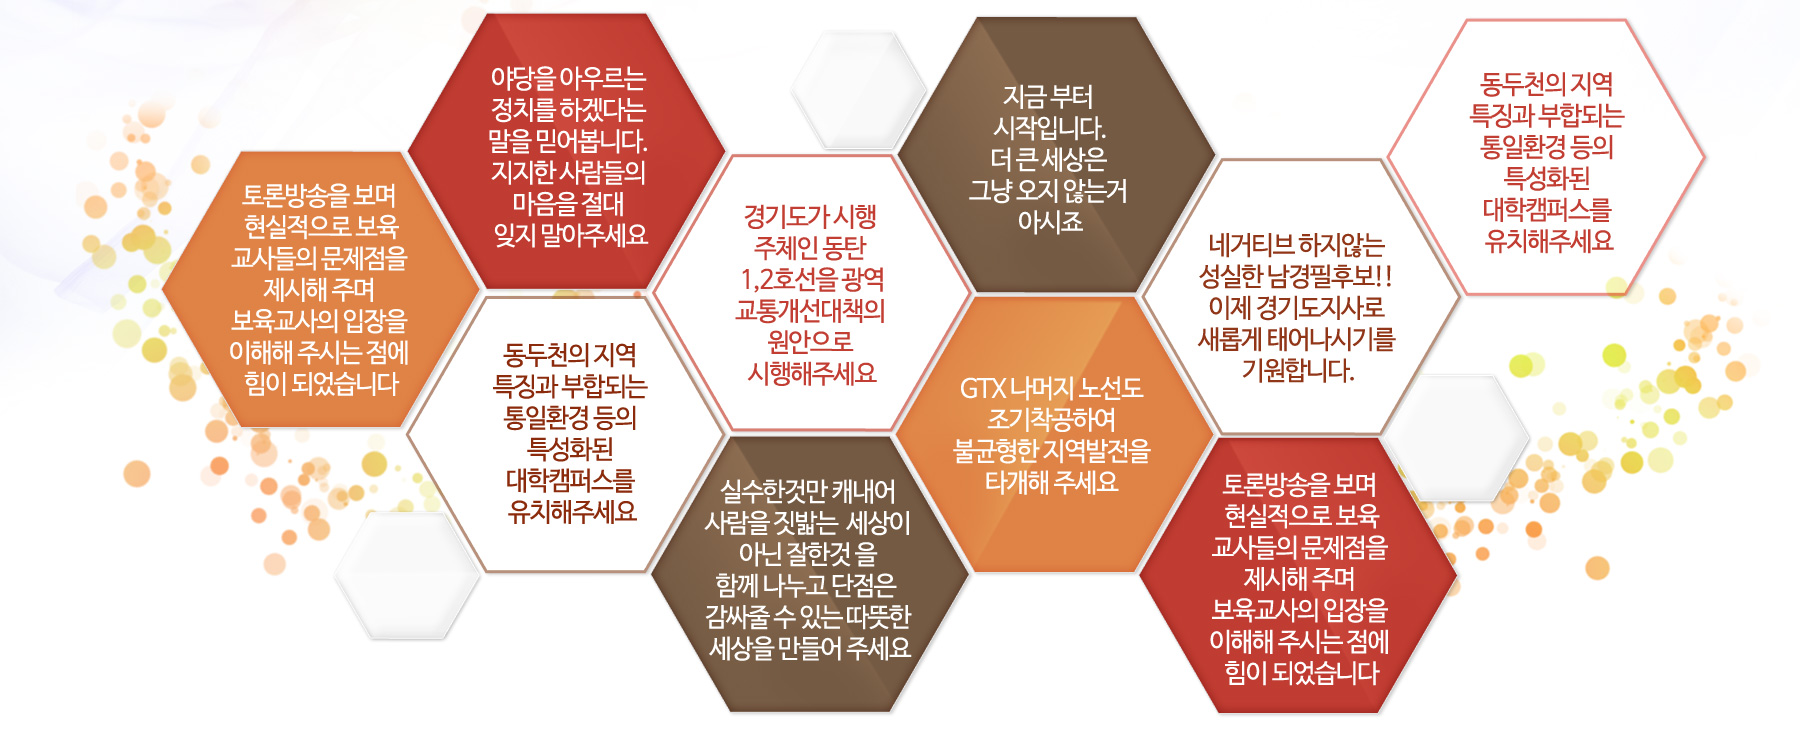 토론방송을 보며
현실적으로 보육
교사들의 문제점을
제시해 주며
보육교사의 입장을
이해해 주시는 점에
힘이 되었습니다
야당을 아우르는
정치를 하겠다는
말을 믿어봅니다.
지지한 사람들의
마음을 절대
잊지 말아주세요
동두천의 지역
특징과 부합되는
통일환경 등의
특성화된
대학캠퍼스를
유치해주세요
경기도가 시행
주체인 동탄
1,2호선을 광역
교통개선대책의
원안으로
시행해주세요
실수한것만 캐내어
사람을 짓밟는 세상이
아닌 잘한것 을
함께 나누고 단점은
감싸줄 수 있는 따뜻한
세상을 만들어 주세요
지금 부터
시작입니다.
더 큰 세상은
그냥 오지 않는거
아시죠
GTX 나머지 노선도
조기착공하여
불균형한 지역발전을
타개해 주세요
네거티브 하지않는
성실한 남경필후보!!
이제 경기도지사로
새롭게 태어나시기를
기원합니다.
토론방송을 보며
현실적으로 보육
교사들의 문제점을
제시해 주며
보육교사의 입장을
이해해 주시는 점에
힘이 되었습니다
동두천의 지역
특징과 부합되는
통일환경 등의
특성화된
대학캠퍼스를
유치해주세요